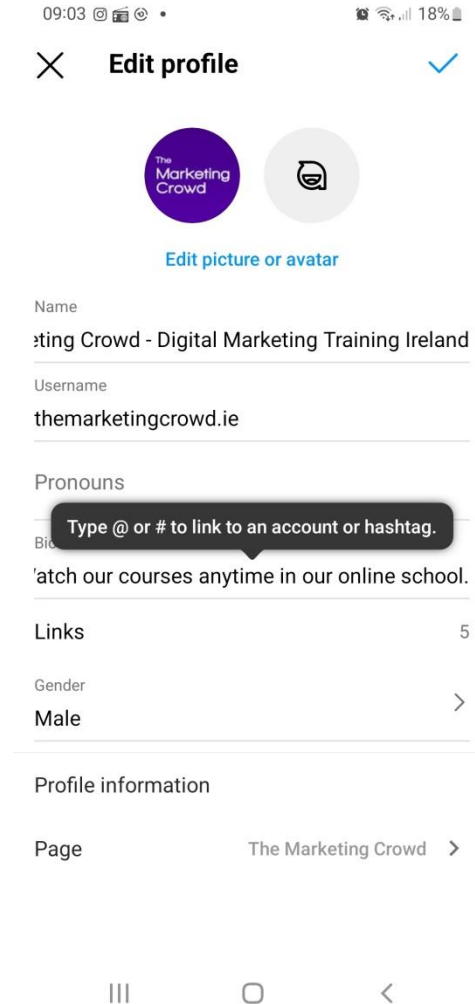 09:03
18%
Edit profile
The
Marketing
Crowd
Edit picture or avatar
Name
eting Crowd - Digital Marketing Training Ireland
Username
themarketingcrowd.ie
Pronouns
Type @ or # to link to an account or hashtag.
atch our courses anytime in our online school.
Links 5
Gender
Male
Profile information
Page The Marketing Crowd